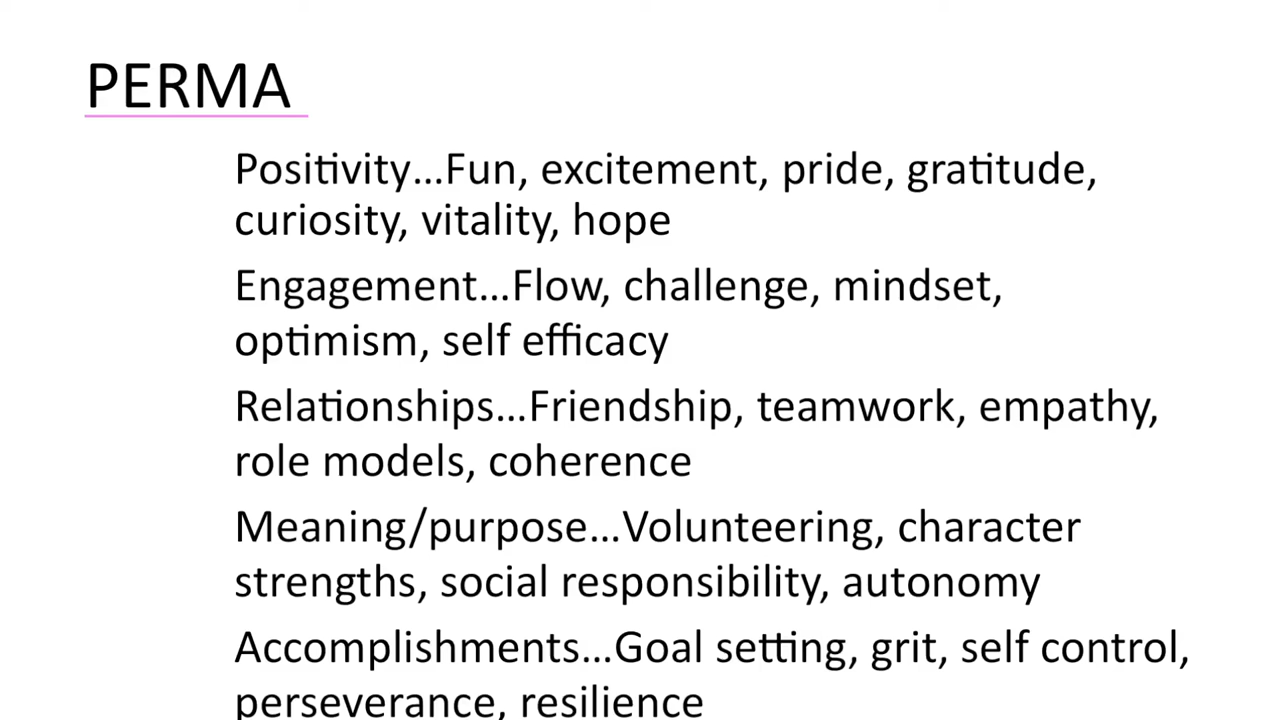 PERMA
Positivity...Fun, excitement, pride, gratitude,
curiosity, vitality, hope
Engagement...Flow, challenge, mindset,
optimism, self efficacy
Relationships...Friendship, teamwork, empathy,
role models, coherence
Meaning/purpose...Volunteering, character
strengths, social responsibility, autonomy
Accomplishments...Goal setting, grit, self control,
perseverance, resilience